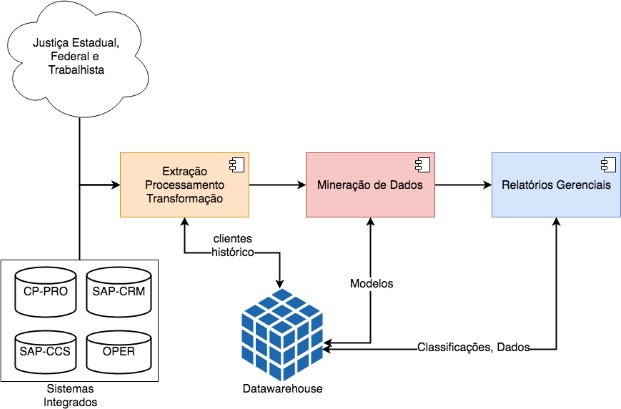 Justiça Estadual,
Federal e
Trabalhista
Extração
Processamento
Transformação
Mineração de Dados
Relatórios Gerenciais
clientes
histórico
CP-PRO
SAP-CRM
Modelos
SAP-CCS
OPER
Classificações, Dados
Sistemas
Integrados
Datawarehouse